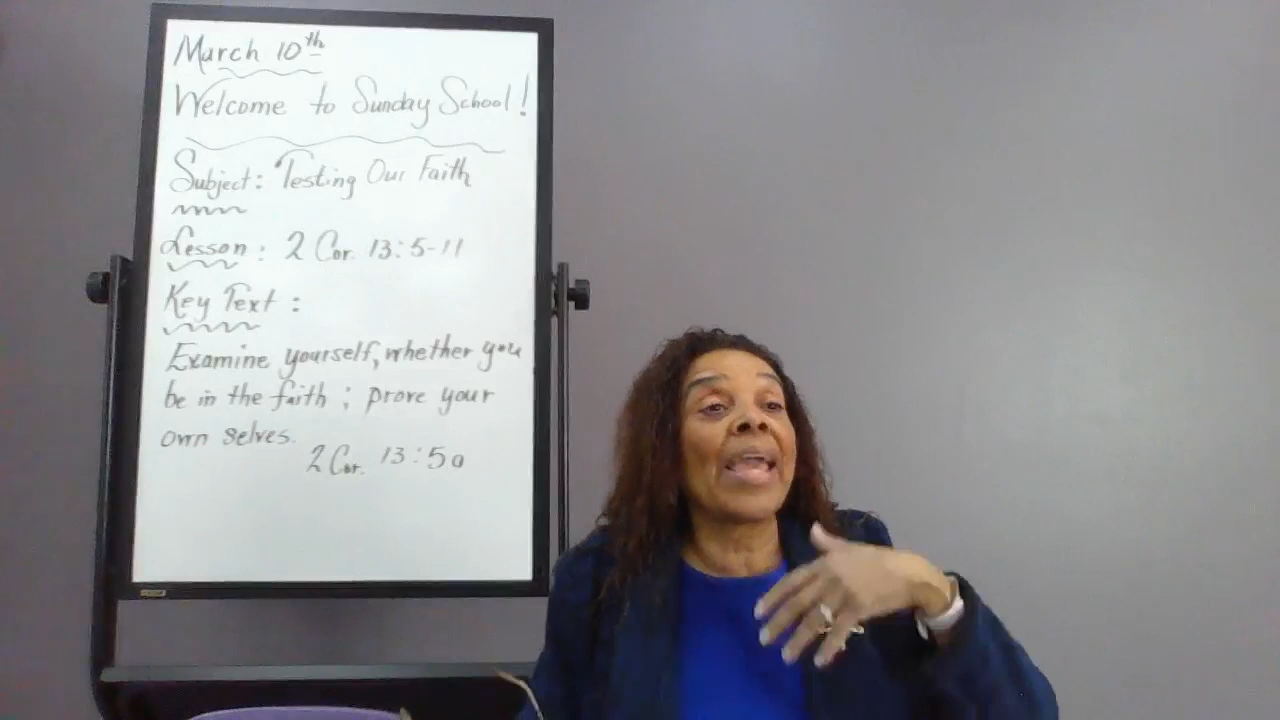 March 10th
Welcome to Sunday School!
Subject: Testing Our Faith
Lesson: 2 Cor. 13:5-11
Key Text:
Examine yourself, whether you
be in the faith; prove your
own selves.
2 Cor. 13:5a